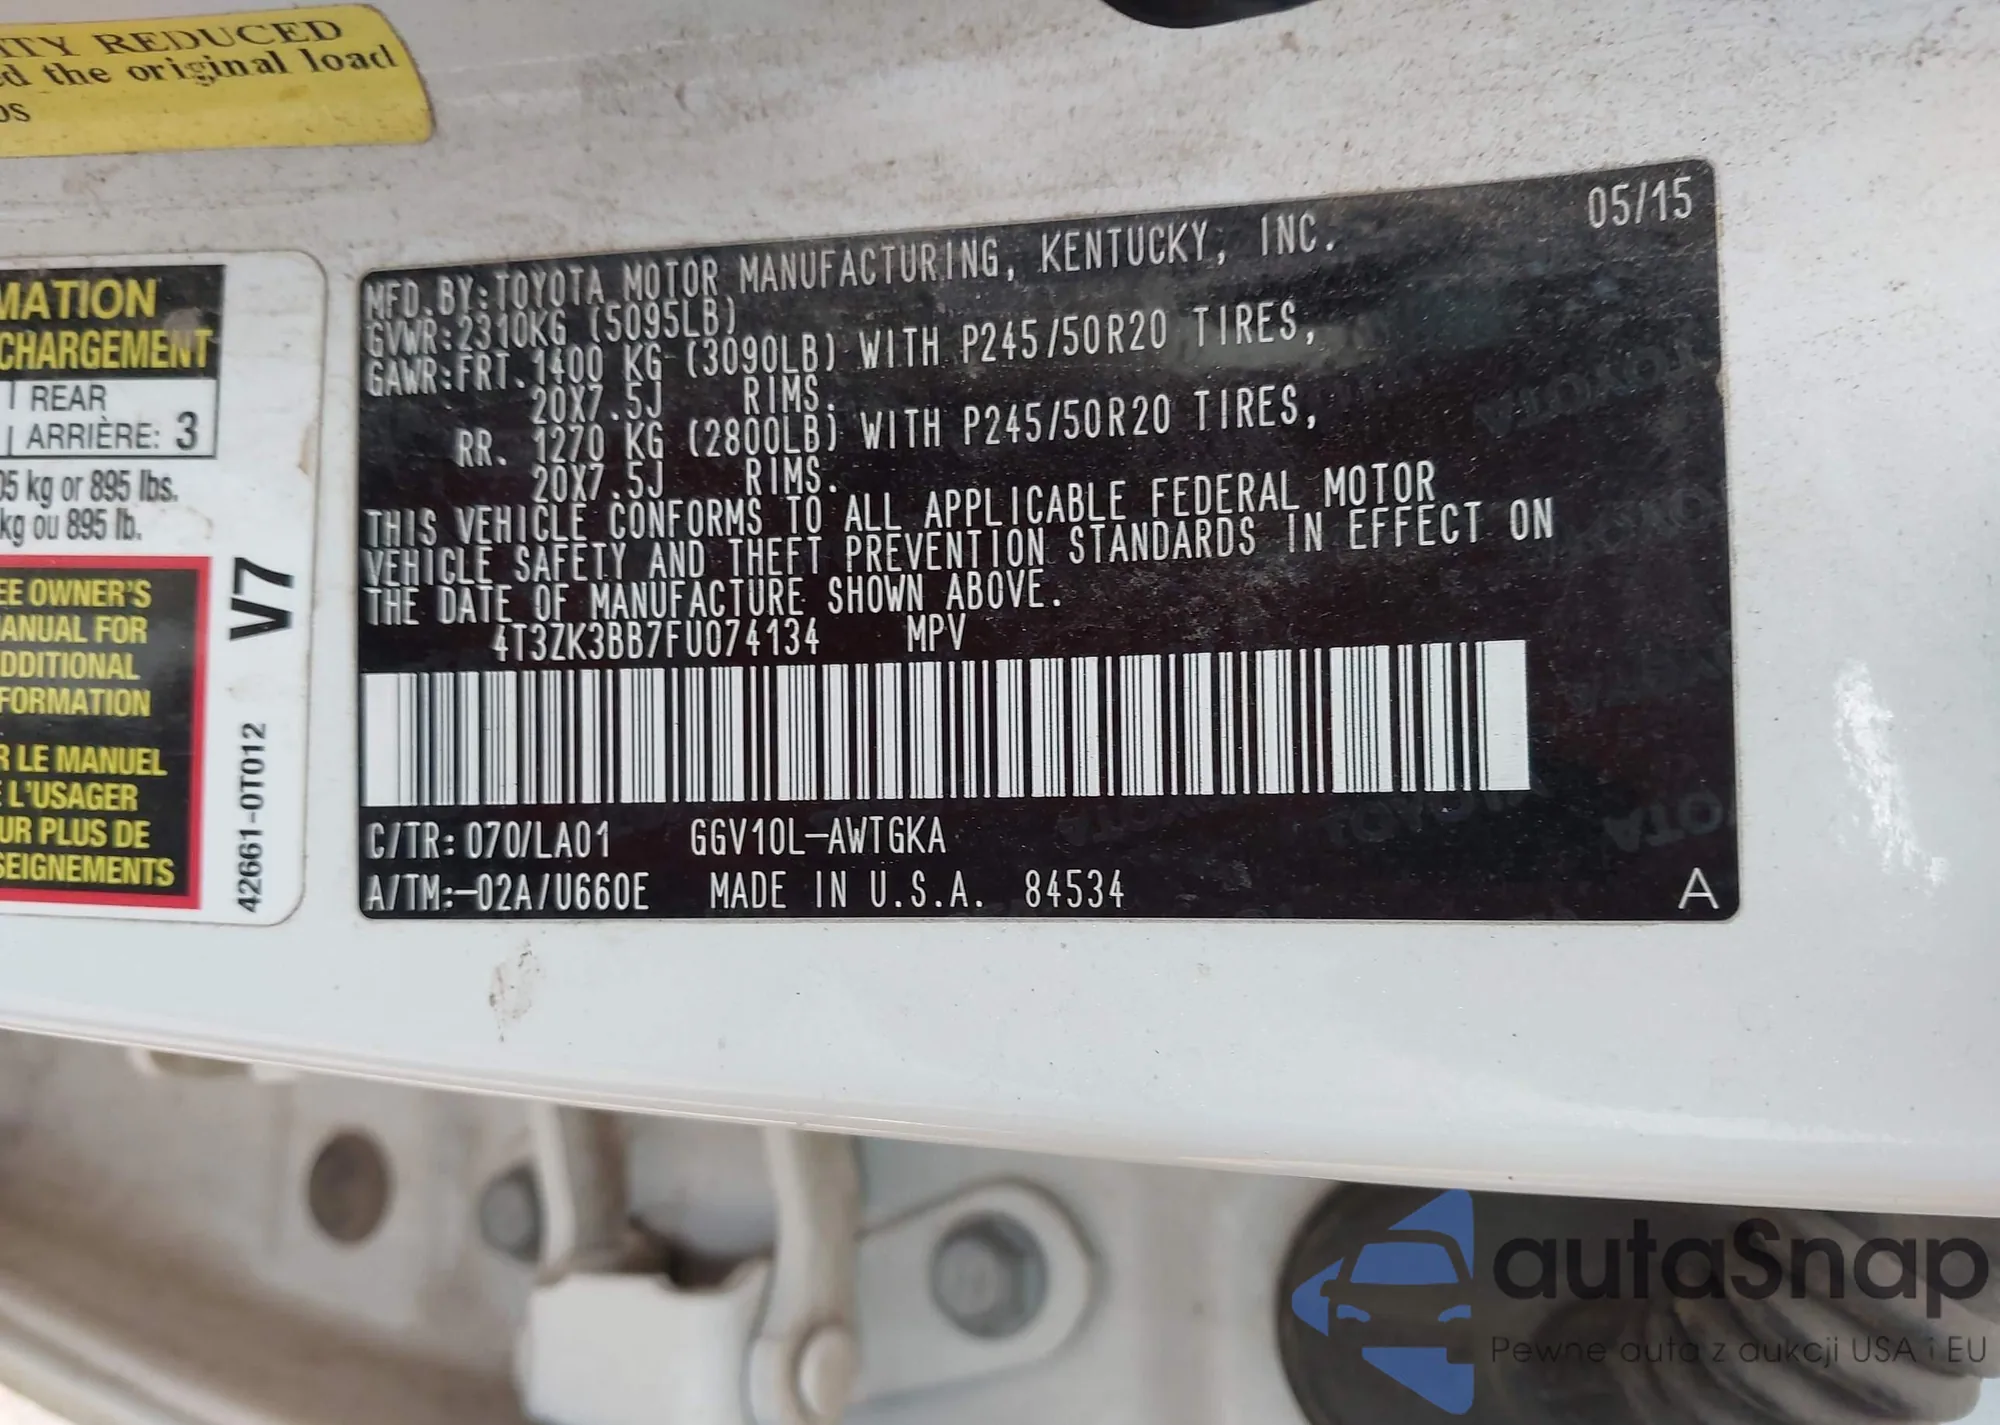 ITY REDUCED
ed the original load
os
MATION
CHARGEMENT
REAR
ARRIÈRE: 3
05 kg or 895 lbs.
kg ou 895 lb.
EE OWNER'S
ANUAL FOR
DDITIONAL
FORMATION
R LE MANUEL
E L'USAGER
UR PLUS DE
SEIGNEMENTS
V7
42661-0T012
05/15
MFD.BY:TOYOTA MOTOR MANUFACTURING, KENTUCKY, INC.
GVWR:2310KG (5095LB)
GAWR:FRT.1400 KG (3090LB) WITH P245/50R20 TIRES,
20X7.5J RIMS.
RR. 1270 KG (2800LB) WITH P245/50R20 TIRES,
20X7.5J RIMS.
THIS VEHICLE CONFORMS TO ALL APPLICABLE FEDERAL MOTOR
VEHICLE SAFETY AND THEFT PREVENTION STANDARDS IN EFFECT ON
THE DATE OF MANUFACTURE SHOWN ABOVE.
4T3ZK3BB7FU074134 MPV
C/TR:070/LA01 GGV10L-AWTGKA
A/TM:-02A/U660E MADE IN U.S.A. 84534
A
autaSnap
Pewne auta z aukcji USA i EU